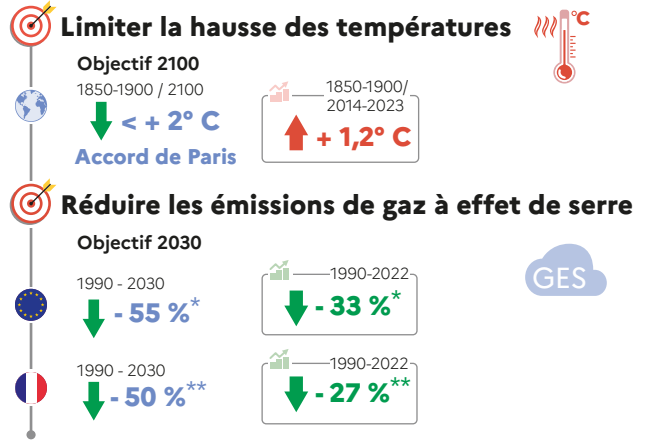 Limiter la hausse des températures
°C
Objectif 2100
1850-1900 / 2100
< + 2° C
Accord de Paris
1850-1900/
2014-2023
+ 1,2° C
Réduire les émissions de gaz à effet de serre
Objectif 2030
GES
1990 - 2030
- 55 %*
1990-2022
- 33 %*
1990 - 2030
- 50 %**
1990-2022
- 27 %**